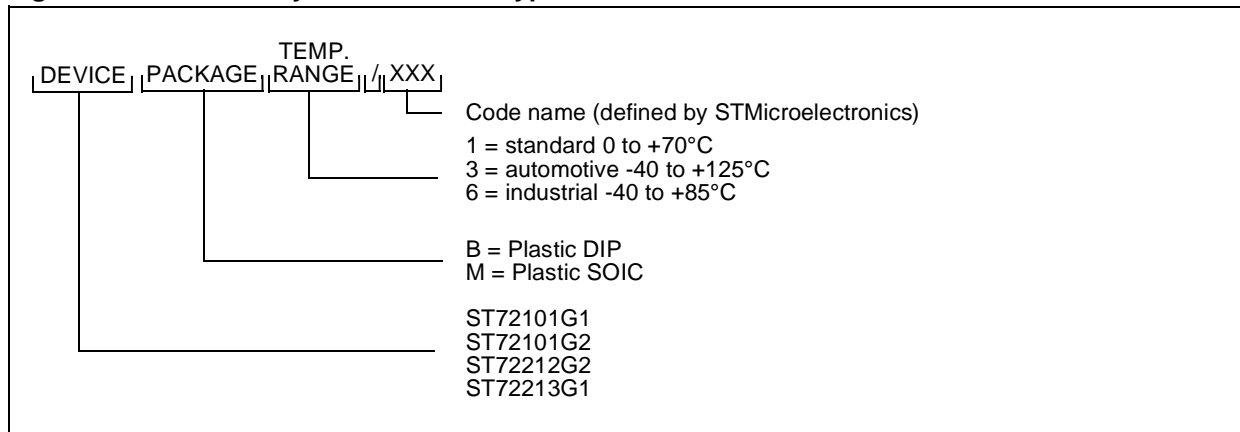 TEMP.
DEVICE PACKAGE RANGE / XXX
Code name (defined by STMicroelectronics)
1 = standard 0 to +70°C
3 = automotive -40 to +125°C
6 = industrial -40 to +85°C
B = Plastic DIP
M = Plastic SOIC
ST72101G1
ST72101G2
ST72212G2
ST72213G1